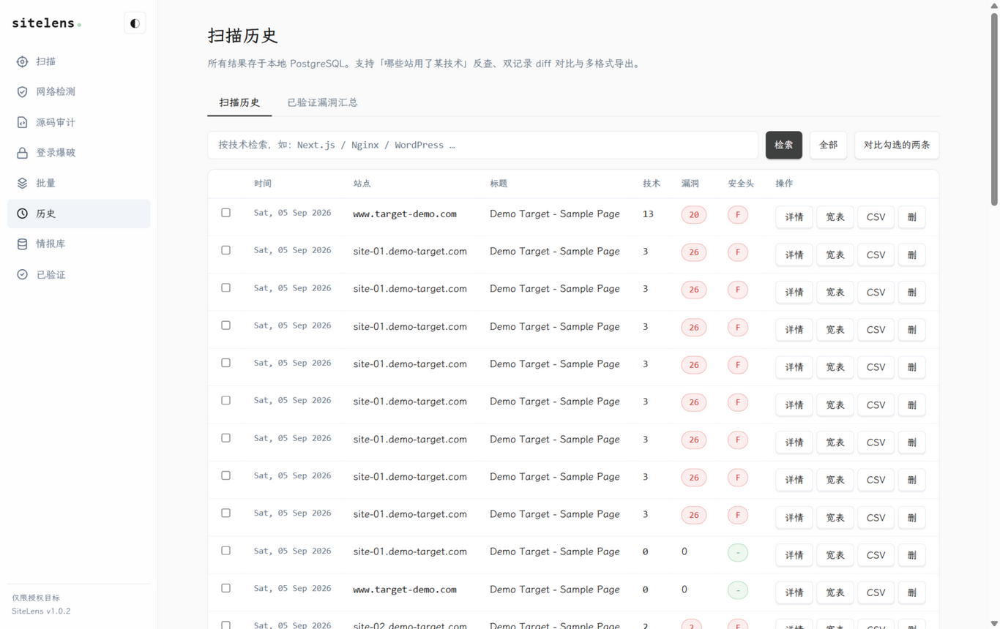 sitelens.
扫描
网络检测
源码审计
登录爆破
批量
历史
情报库
已验证
仅限授权目标
SiteLens v1.0.2
扫描历史
所有结果存于本地 PostgreSQL。支持「哪些站用了某技术」反查、双记录 diff 对比与多格式导出。
扫描历史 已验证漏洞汇总
按技术检索, 如: Next.js / Nginx / WordPress … 检索 全部 对比勾选的两条
时间 站点 标题 技术 漏洞 安全头 操作
Sat, 05 Sep 2026 www.target-demo.com Demo Target - Sample Page 13 20 F 详情 宽表 CSV 删
Sat, 05 Sep 2026 site-01.demo-target.com Demo Target - Sample Page 3 26 F 详情 宽表 CSV 删
Sat, 05 Sep 2026 site-01.demo-target.com Demo Target - Sample Page 3 26 F 详情 宽表 CSV 删
Sat, 05 Sep 2026 site-01.demo-target.com Demo Target - Sample Page 3 26 F 详情 宽表 CSV 删
Sat, 05 Sep 2026 site-01.demo-target.com Demo Target - Sample Page 3 26 F 详情 宽表 CSV 删
Sat, 05 Sep 2026 site-01.demo-target.com Demo Target - Sample Page 3 26 F 详情 宽表 CSV 删
Sat, 05 Sep 2026 site-01.demo-target.com Demo Target - Sample Page 3 26 F 详情 宽表 CSV 删
Sat, 05 Sep 2026 site-01.demo-target.com Demo Target - Sample Page 3 26 F 详情 宽表 CSV 删
Sat, 05 Sep 2026 site-01.demo-target.com Demo Target - Sample Page 3 26 F 详情 宽表 CSV 删
Sat, 05 Sep 2026 site-01.demo-target.com Demo Target - Sample Page 0 0 - 详情 宽表 CSV 删
Sat, 05 Sep 2026 www.target-demo.com Demo Target - Sample Page 0 0 - 详情 宽表 CSV 删
Sat, 05 Sep 2026 site-02.demo-target.com Demo Target - Sample Page 2 2 F 详情 宽表 CSV 删